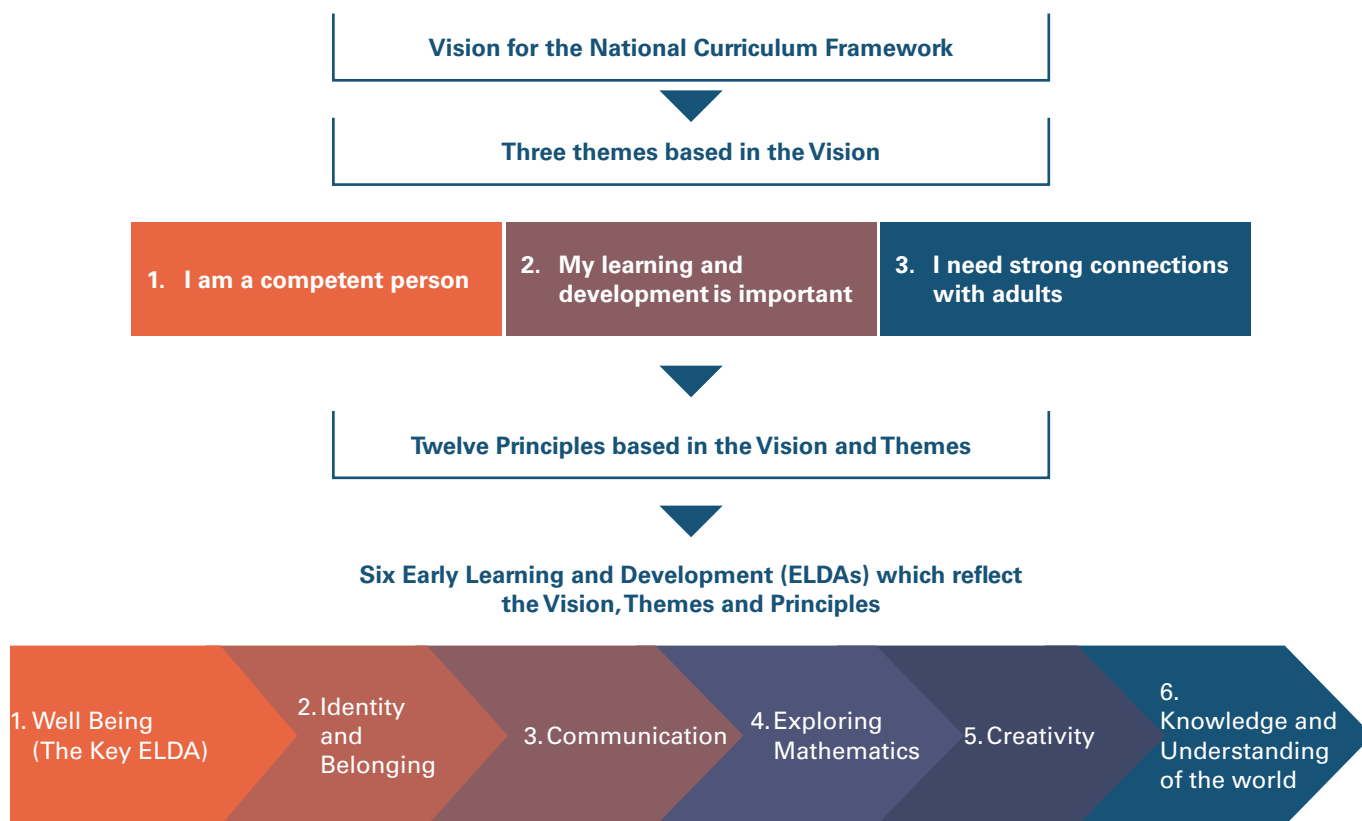 Vision for the National Curriculum Framework
Three themes based in the Vision
1. I am a competent person
2. My learning and
development is important
3. I need strong connections
with adults
Twelve Principles based in the Vision and Themes
Six Early Learning and Development (ELDAs) which reflect
the Vision, Themes and Principles
1. Well Being
(The Key ELDA)
2. Identity
and
Belonging
3. Communication
4. Exploring
Mathematics
5. Creativity
6.
Knowledge and
Understanding
of the world